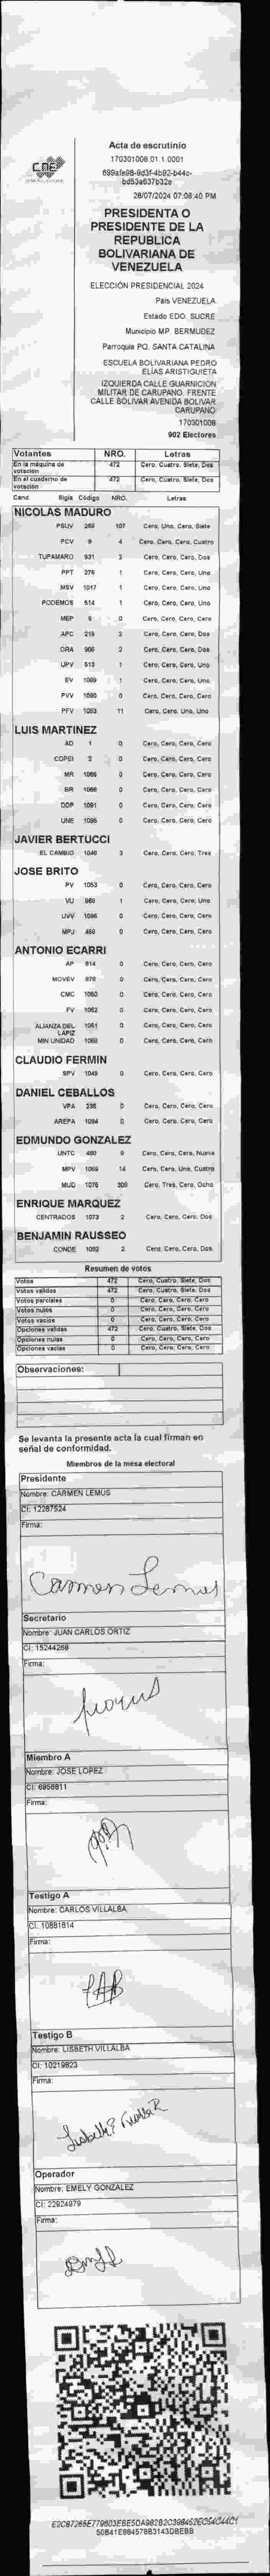 CNE
Acta de escrutinio
170301008.01.1.0001
28/07/2024 07:08:40 PM
PRESIDENTA O
PRESIDENTE DE LA
REPUBLICA
BOLIVARIANA DE
VENEZUELA
ELECCIÓN PRESIDENCIAL 2024
Pais VENEZUELA
Estado EDO. SUCRE
Municipio MP. BERMUDEZ
Parroquia PQ. SANTA CATALINA
ESCUELA BOLIVARIANA PEDRO
ELIAS ARISTIGUIETA
IZQUIERDA CALLE GUARNICION
MILITAR DE CARUPANO. FRENTE
CALLE BOLIVAR AVENIDA BOLIVAR
CARUPANO
170301008
902 Electores
Votantes NRO. Letras
En la máquina de votación 472 Cero, Cuatro, Siete, Dos
En el cuaderno de votación 472 Cero, Cuatro, Siete, Dos
Cand. Sigla Código NRO. Letras
NICOLAS MADURO
PSUV 269 107 Cero, Uno, Cero, Siete
PCV 9 4 Cero, Cero, Cero, Cuatro
TUPAMARO 931 2 Cero, Cero, Cero, Dos
PPT 276 1 Cero, Cero, Cero, Uno
MSV 1017 1 Cero, Cero, Cero, Uno
PODEMOS 514 1 Cero, Cero, Cero, Uno
MEP 6 0 Cero, Cero, Cero, Cero
APC 219 2 Cero, Cero, Cero, Dos
ORA 906 2 Cero, Cero, Cero, Dos
UPV 513 1 Cero, Cero, Cero, Uno
EV 1089 1 Cero, Cero, Cero, Uno
PVV 1090 0 Cero, Cero, Cero, Cero
PFV 1093 11 Cero, Cero, Uno, Uno
LUIS MARTINEZ
AD 1 0 Cero, Cero, Cero, Cero
COPEI 2 0 Cero, Cero, Cero, Cero
MR 1066 0 Cero, Cero, Cero, Cero
BR 1068 0 Cero, Cero, Cero, Cero
DDP 1091 0 Cero, Cero, Cero, Cero
UNE 1095 0 Cero, Cero, Cero, Cero
JAVIER BERTUCCI
EL CAMBIO 1048 3 Cero, Cero, Cero, Tres
JOSE BRITO
PV 1053 0 Cero, Cero, Cero, Cero
VU 968 1 Cero, Cero, Cero, Uno
UVV 1096 0 Cero, Cero, Cero, Cero
MPJ 456 0 Cero, Cero, Cero, Cero
ANTONIO ECARRI
AP 814 0 Cero, Cero, Cero, Cero
MOVEV 976 0 Cero, Cero, Cero, Cero
CMC 1050 0 Cero, Cero, Cero, Cero
FV 1062 0 Cero, Cero, Cero, Cero
ALIANZA DEL LAPIZ 1061 0 Cero, Cero, Cero, Cero
MIN UNIDAD 1068 0 Cero, Cero, Cero, Cero
CLAUDIO FERMIN
SPV 1049 0 Cero, Cero, Cero, Cero
DANIEL CEBALLOS
VPA 236 0 Cero, Cero, Cero, Cero
AREPA 1094 0 Cero, Cero, Cero, Cero
EDMUNDO GONZALEZ
UNTC 460 9 Cero, Cero, Cero, Nueve
MPV 1069 14 Cero, Cero, Uno, Cuatro
MUD 1076 308 Cero, Tres, Cero, Ocho
ENRIQUE MARQUEZ
CENTRADOS 1073 2 Cero, Cero, Cero, Dos
BENJAMIN RAUSSEO
CONDE 1092 2 Cero, Cero, Cero, Dos
Resumen de votos
Votos 472 Cero, Cuatro, Siete, Dos
Votos validos 472 Cero, Cuatro, Siete, Dos
Votos parciales 0 Cero, Cero, Cero, Cero
Votos nulos 0 Cero, Cero, Cero, Cero
Votos vacios 0 Cero, Cero, Cero, Cero
Opciones validas 472 Cero, Cuatro, Siete, Dos
Opciones nulas 0 Cero, Cero, Cero, Cero
Opciones vacias 0 Cero, Cero, Cero, Cero
Observaciones:
Se levanta la presente acta la cual firman en
señal de conformidad.
Miembros de la mesa electoral
Presidente
Nombre: CARMEN LEMUS
CI: 12287524
Firma:
Carmen Lemus
Secretario
Nombre: JUAN CARLOS ORTIZ
CI: 15244268
Firma:
Miembro A
Nombre: JOSE LOPEZ
CI: 6958811
Firma:
Testigo A
Nombre: CARLOS VILLALBA
CI: 10881814
Firma:
Testigo B
Nombre: LISBETH VILLALBA
CI: 10219823
Firma:
Operador
Nombre: EMELY GONZALEZ
CI: 22924979
Firma: